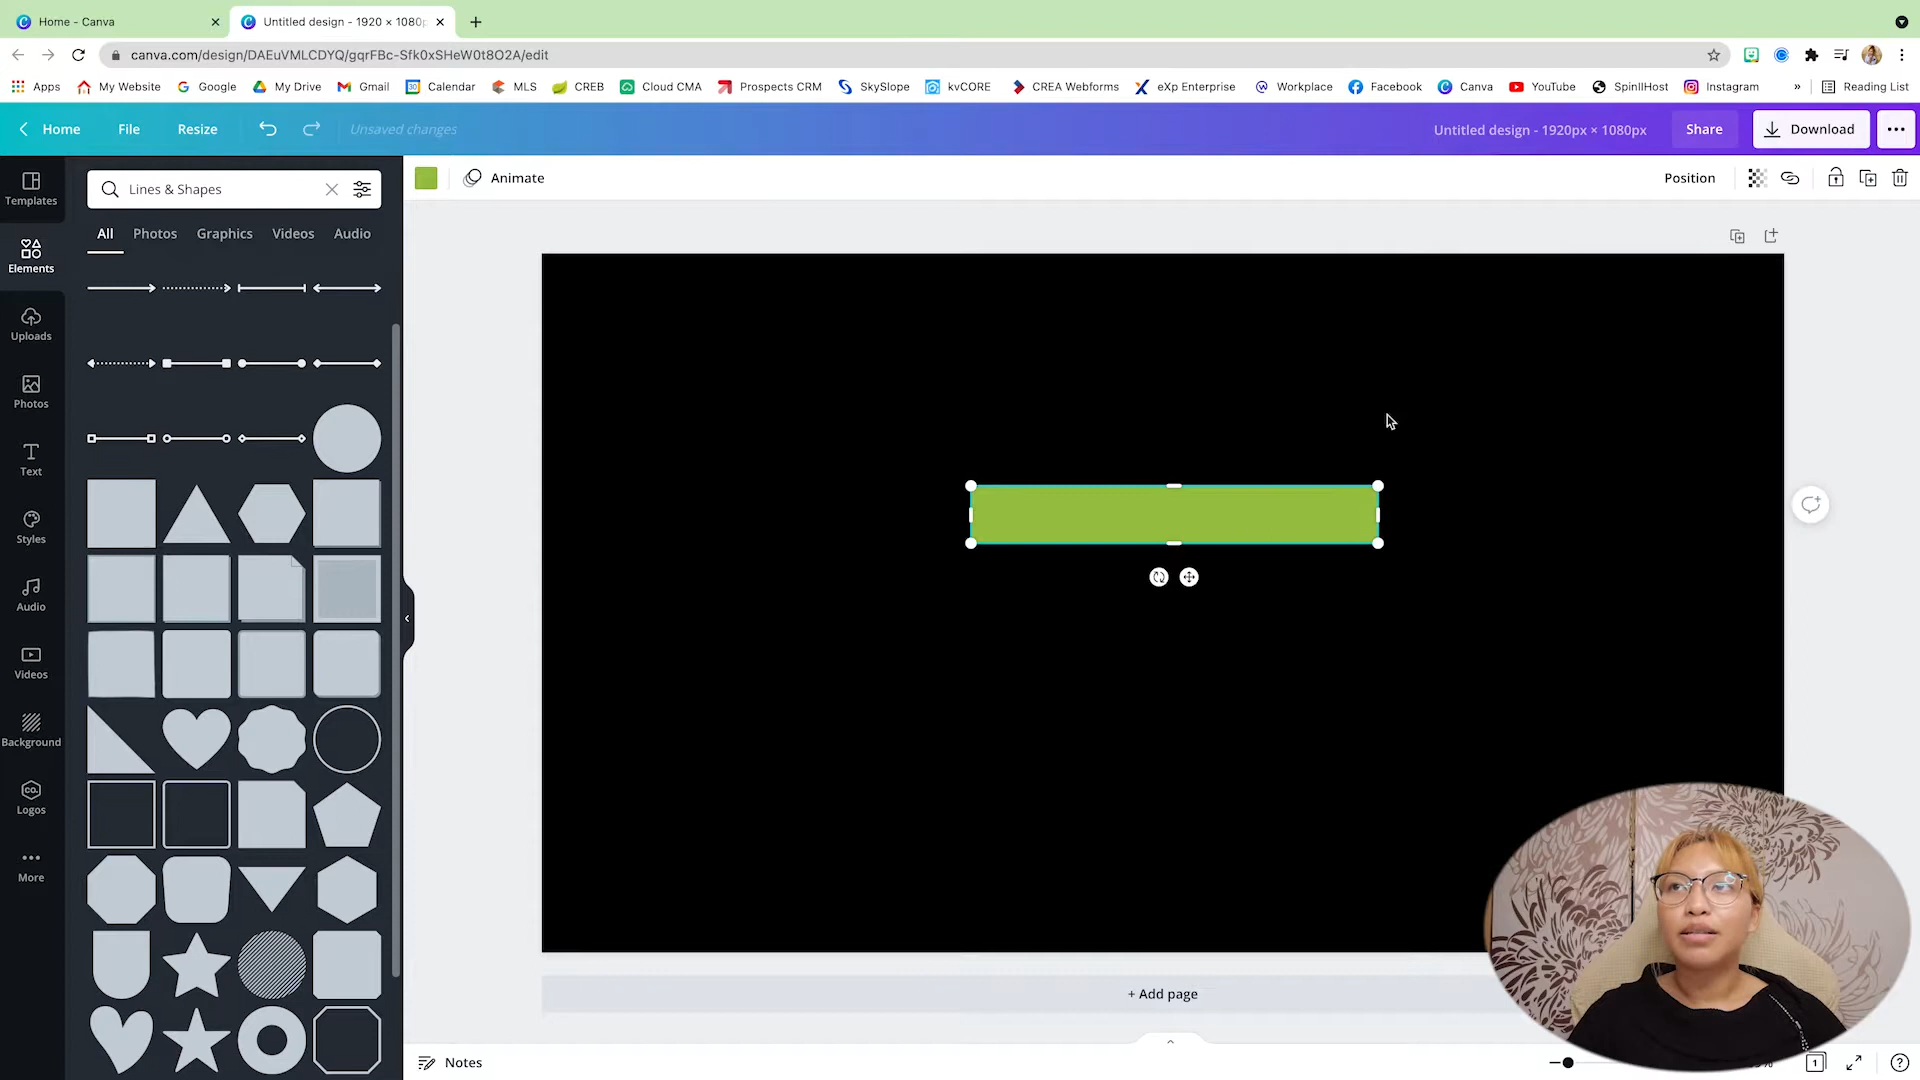 Home - Canva
Untitled design - 1920 × 1080p
canva.com/design/DAEuVMLCDYQ/gqrFBc-Sfk0xSHeW0t8O2A/edit
Apps My Website Google My Drive Gmail Calendar MLS CREB Cloud CMA Prospects CRM SkySlope kvCORE CREA Webforms eXp Enterprise Workplace Facebook Canva YouTube SpinllHost Instagram » Reading List
Home File Resize Unsaved changes Untitled design - 1920px × 1080px Share Download
Templates
Lines & Shapes
Animate
Position
All Photos Graphics Videos Audio
Elements
Uploads
Photos
Text
Styles
Audio
Videos
Background
CO.
Logos
More
+ Add page
Notes
1